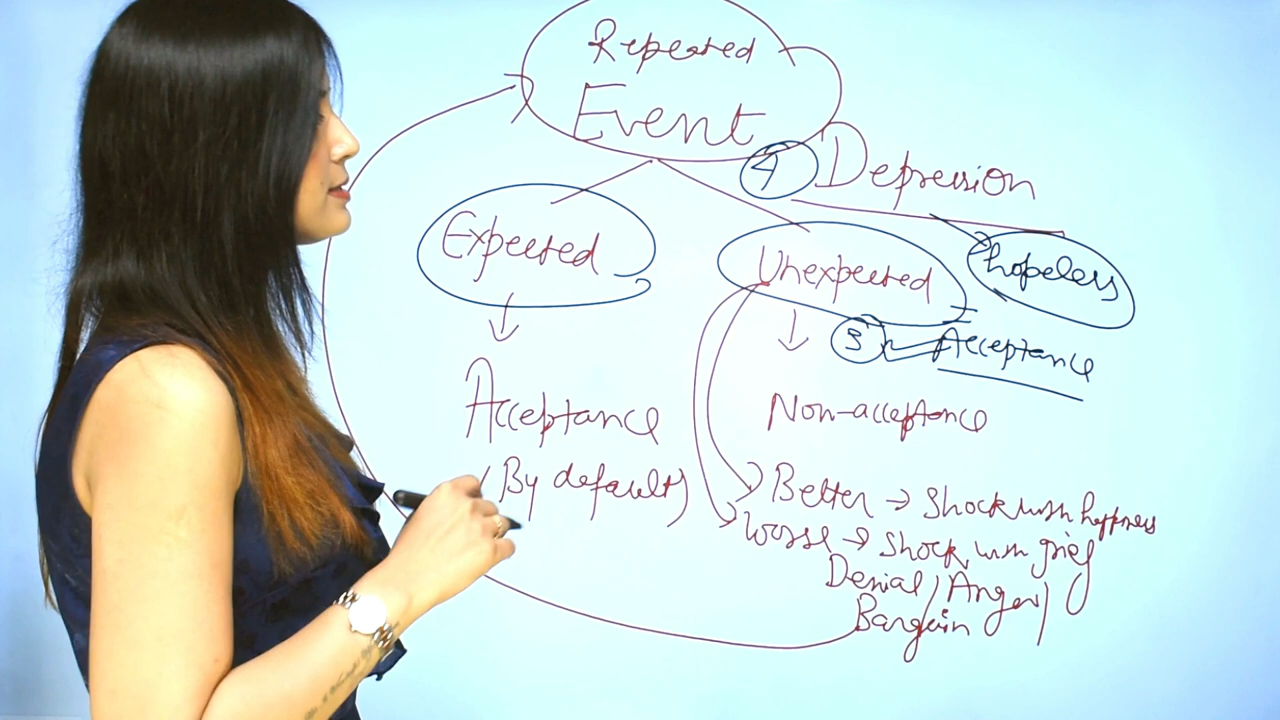 Repeated
Event
4 Depression
Expected
Unexpected
hopeless
3 Acceptance
Acceptance
(By default)
Non-acceptance
Better → Shock with happiness
worse → Shock with grief
Denial / Anger /
Bargain